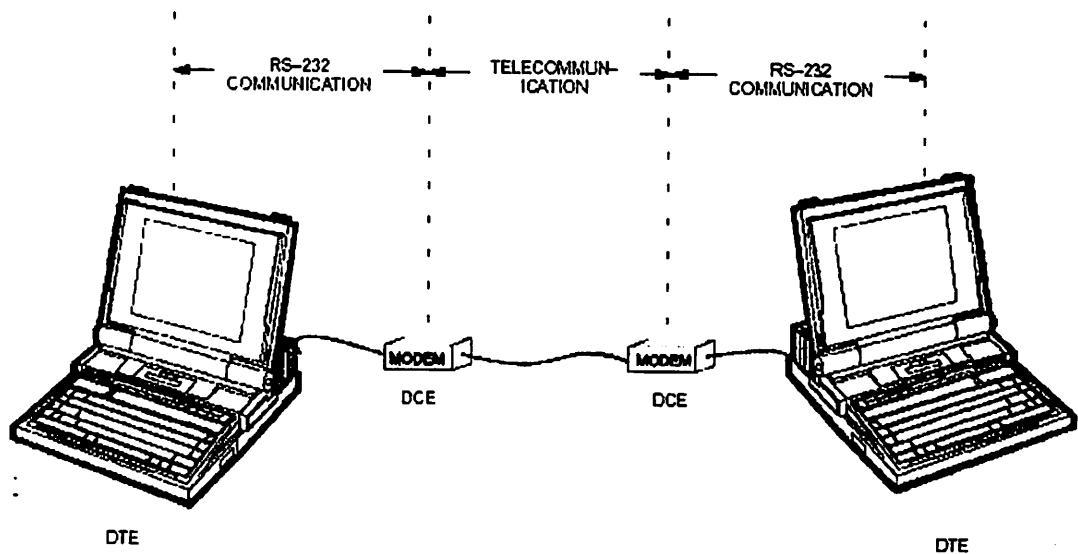 RS–232
COMMUNICATION
TELECOMMUN–
ICATION
RS–232
COMMUNICATION
MODEM
MODEM
DCE
DCE
DTE
DTE